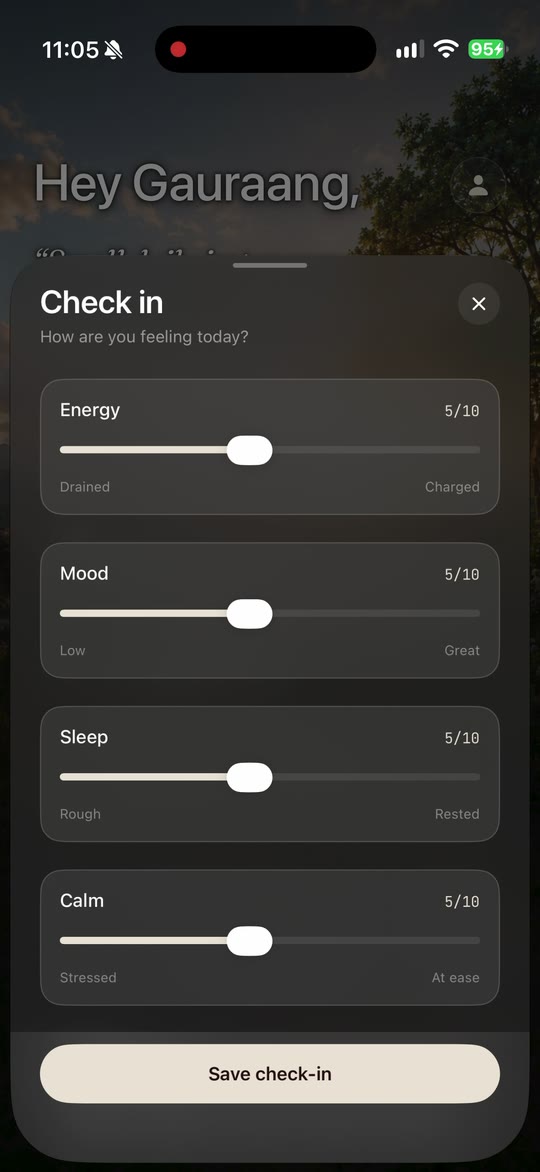 11:05
95
Hey Gauraang,
Check in
How are you feeling today?
Energy 5/10
Drained Charged
Mood 5/10
Low Great
Sleep 5/10
Rough Rested
Calm 5/10
Stressed At ease
Save check-in